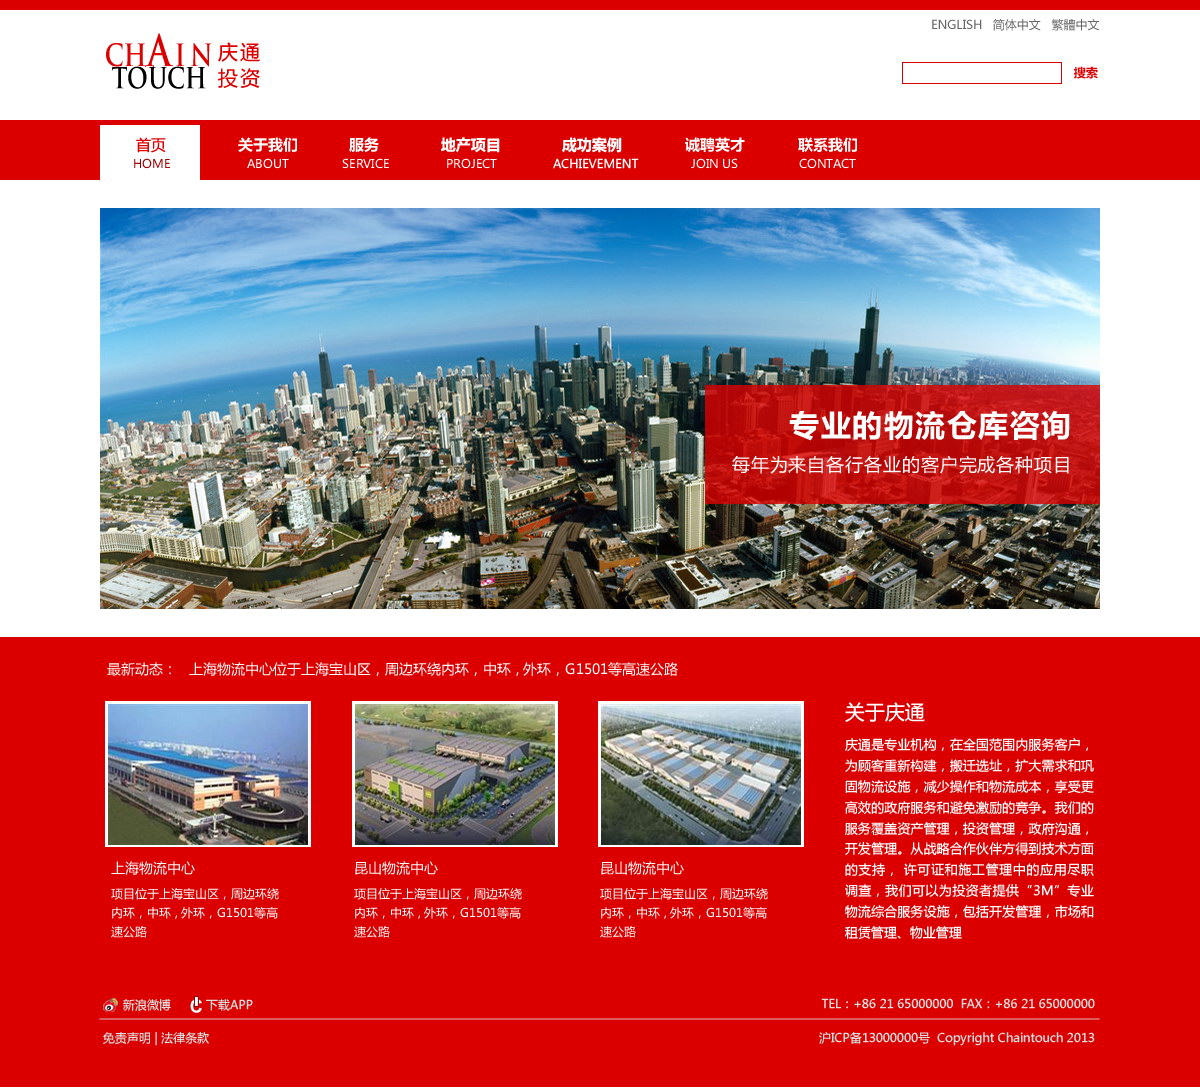 ENGLISH 简体中文 繁體中文
CHAIN 庆通
TOUCH 投资
搜索
首页 关于我们 服务 地产项目 成功案例 诚聘英才 联系我们
HOME ABOUT SERVICE PROJECT ACHIEVEMENT JOIN US CONTACT
专业的物流仓库咨询
每年为来自各行各业的客户完成各种项目
最新动态： 上海物流中心位于上海宝山区，周边环绕内环，中环 , 外环，G1501等高速公路
上海物流中心
项目位于上海宝山区，周边环绕
内环，中环 , 外环，G1501等高
速公路
昆山物流中心
项目位于上海宝山区，周边环绕
内环，中环 , 外环，G1501等高
速公路
昆山物流中心
项目位于上海宝山区，周边环绕
内环，中环 , 外环，G1501等高
速公路
关于庆通
庆通是专业机构，在全国范围内服务客户，
为顾客重新构建，搬迁选址，扩大需求和巩
固物流设施，减少操作和物流成本，享受更
高效的政府服务和避免激励的竞争。我们的
服务覆盖资产管理，投资管理，政府沟通，
开发管理。从战略合作伙伴方得到技术方面
的支持， 许可证和施工管理中的应用尽职
调查，我们可以为投资者提供“3M”专业
物流综合服务设施，包括开发管理，市场和
租赁管理、物业管理
新浪微博 下载APP
TEL：+86 21 65000000 FAX：+86 21 65000000
免责声明 | 法律条款
沪ICP备13000000号 Copyright Chaintouch 2013